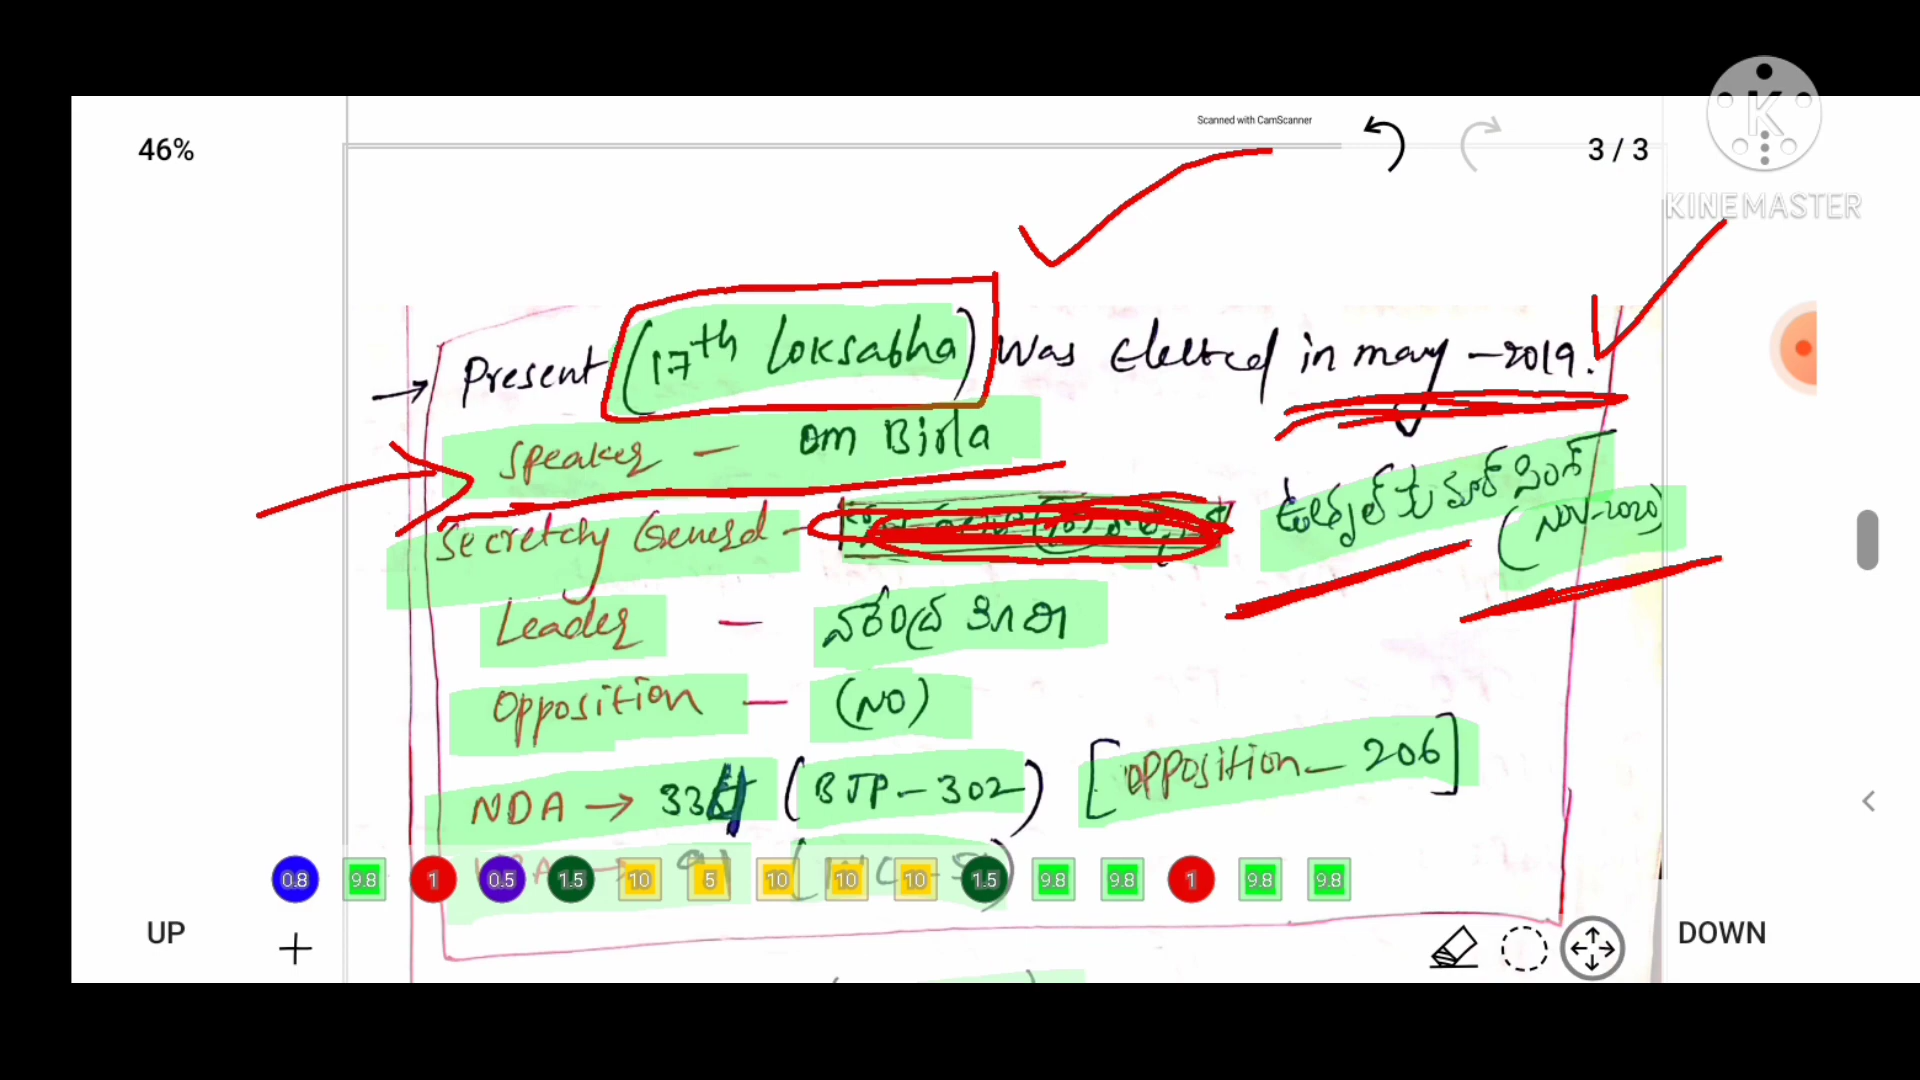 Scanned with CamScanner
46%
3 / 3
KINEMASTER
→ Present (17th Loksabha) was Elected in may - 2019.
Speaker - Om Birla
Secretery General - ఉత్పల్ కుమార్ సింగ్
(NOV-2020)
Leader - నరేంద్ర మోది
Opposition - (NO)
NDA → 334 (BJP - 302) [Opposition - 206]
→ 91
0.8 9.8 1 0.5 1.5 10 5 10 10 10 1.5 9.8 9.8 1 9.8 9.8
UP
DOWN